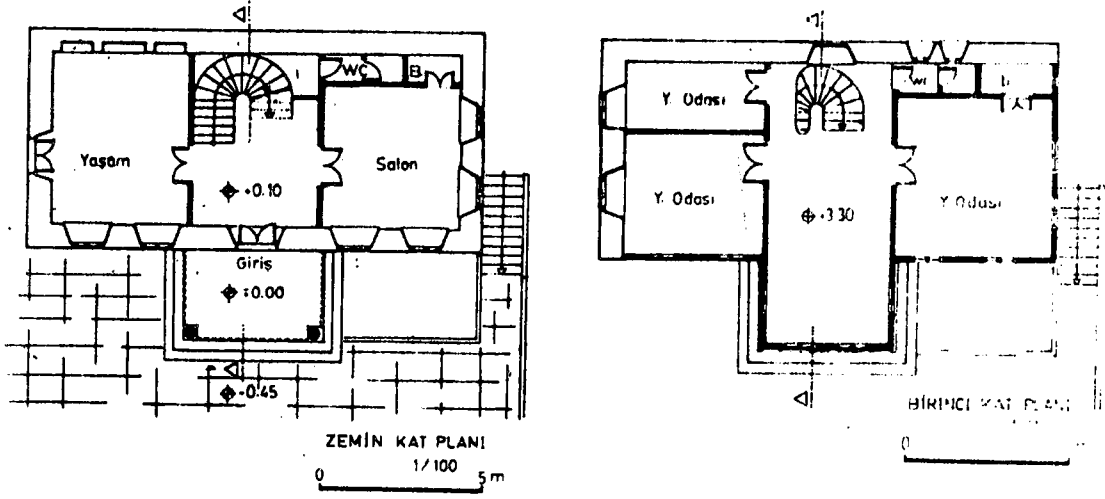 WC
B
Yaşam
Salon
+0.10
Giriş
±0.00
-0.45
ZEMİN KAT PLANI
1/100
0 5 m
WC
Y. Odası
Y. Odası
Y. Odası
+3.30
BİRİNCİ KAT PLANI
0